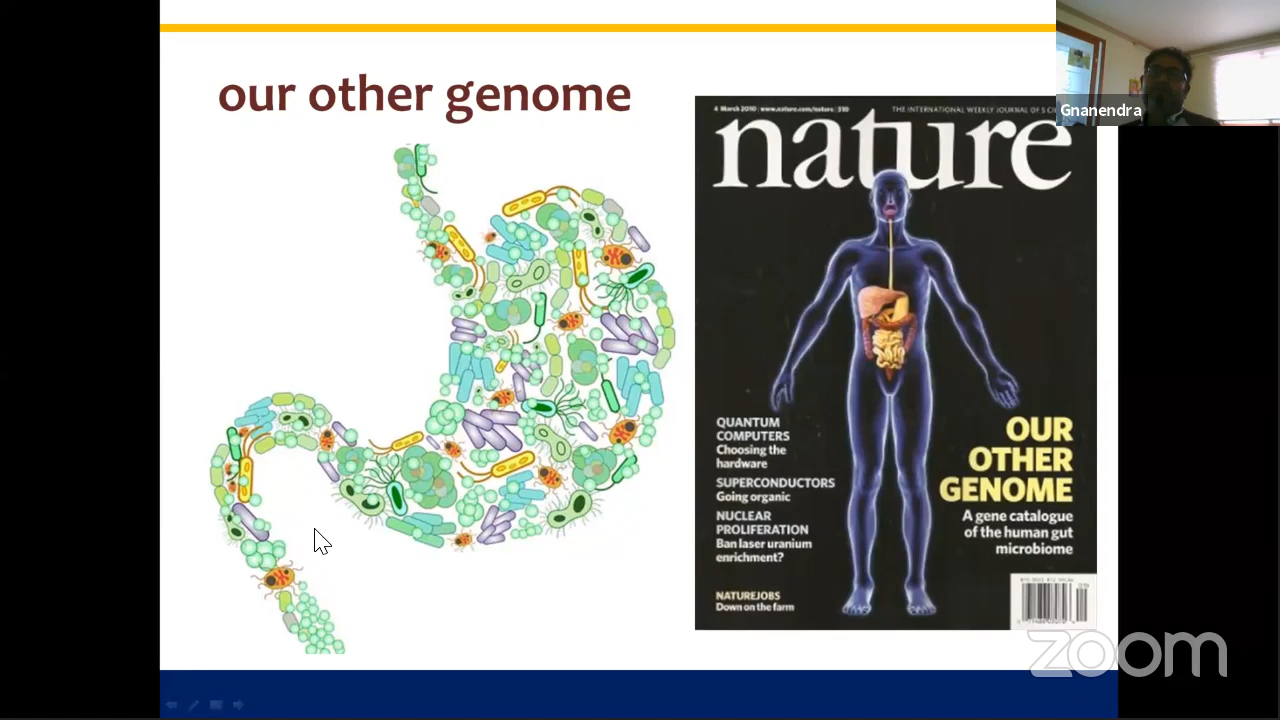 our other genome
Gnanendra
4 March 2010 | www.nature.com/nature | $10
THE INTERNATIONAL WEEKLY JOURNAL OF
nature
QUANTUM
COMPUTERS
Choosing the
hardware
SUPERCONDUCTORS
Going organic
NUCLEAR
PROLIFERATION
Ban laser uranium
enrichment?
NATUREJOBS
Down on the farm
OUR
OTHER
GENOME
A gene catalogue
of the human gut
microbiome
zoom